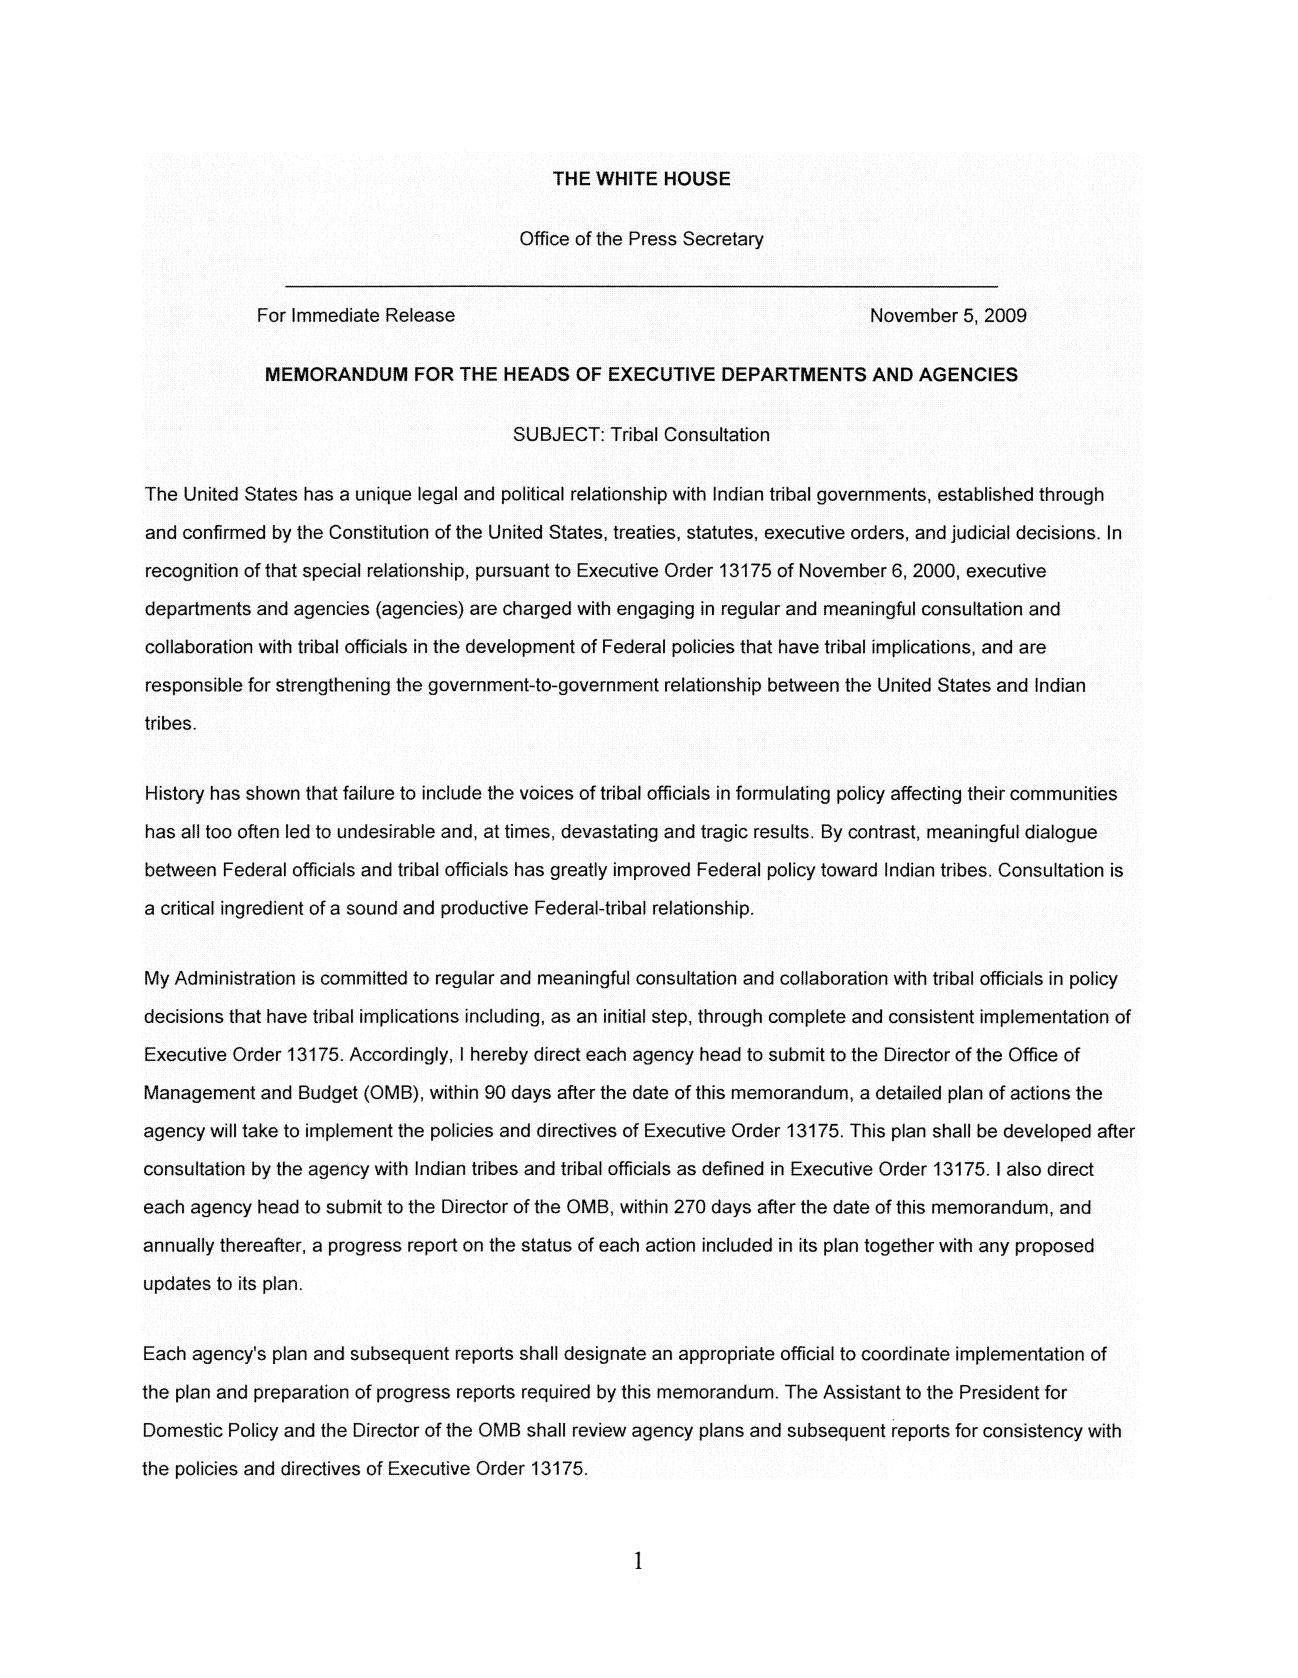 THE WHITE HOUSE
Office of the Press Secretary
For Immediate Release November 5, 2009
MEMORANDUM FOR THE HEADS OF EXECUTIVE DEPARTMENTS AND AGENCIES
SUBJECT: Tribal Consultation
The United States has a unique legal and political relationship with Indian tribal governments, established through
and confirmed by the Constitution of the United States, treaties, statutes, executive orders, and judicial decisions. In
recognition of that special relationship, pursuant to Executive Order 13175 of November 6, 2000, executive
departments and agencies (agencies) are charged with engaging in regular and meaningful consultation and
collaboration with tribal officials in the development of Federal policies that have tribal implications, and are
responsible for strengthening the government-to-government relationship between the United States and Indian
tribes.
History has shown that failure to include the voices of tribal officials in formulating policy affecting their communities
has all too often led to undesirable and, at times, devastating and tragic results. By contrast, meaningful dialogue
between Federal officials and tribal officials has greatly improved Federal policy toward Indian tribes. Consultation is
a critical ingredient of a sound and productive Federal-tribal relationship.
My Administration is committed to regular and meaningful consultation and collaboration with tribal officials in policy
decisions that have tribal implications including, as an initial step, through complete and consistent implementation of
Executive Order 13175. Accordingly, I hereby direct each agency head to submit to the Director of the Office of
Management and Budget (OMB), within 90 days after the date of this memorandum, a detailed plan of actions the
agency will take to implement the policies and directives of Executive Order 13175. This plan shall be developed after
consultation by the agency with Indian tribes and tribal officials as defined in Executive Order 13175. I also direct
each agency head to submit to the Director of the OMB, within 270 days after the date of this memorandum, and
annually thereafter, a progress report on the status of each action included in its plan together with any proposed
updates to its plan.
Each agency's plan and subsequent reports shall designate an appropriate official to coordinate implementation of
the plan and preparation of progress reports required by this memorandum. The Assistant to the President for
Domestic Policy and the Director of the OMB shall review agency plans and subsequent reports for consistency with
the policies and directives of Executive Order 13175.
1